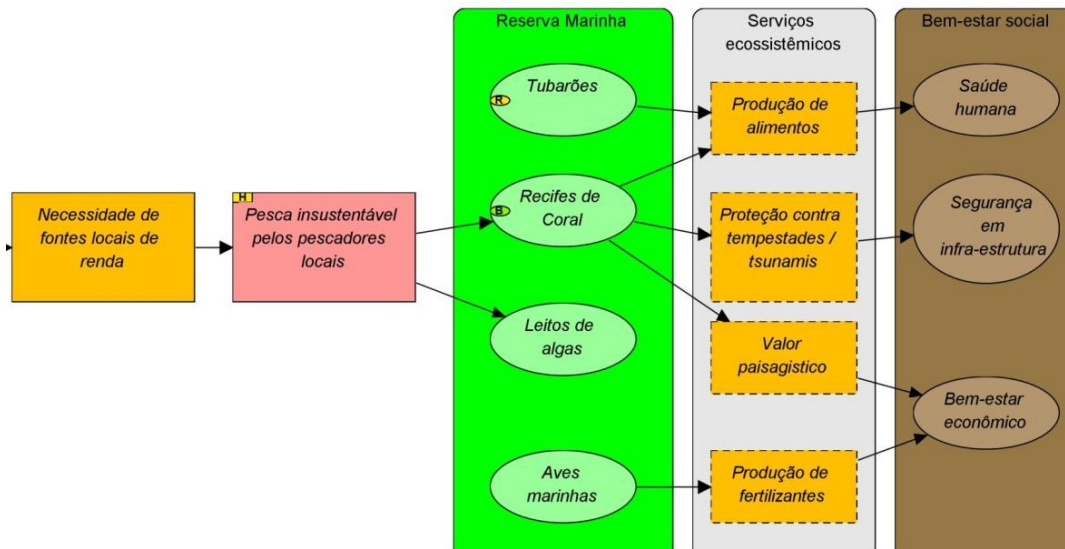 Reserva Marinha
Serviços
ecossistêmicos
Bem-estar social
Tubarões
R
Produção de
alimentos
Saúde
humana
Necessidade de
fontes locais de
renda
H
Pesca insustentável
pelos pescadores
locais
Recifes de
Coral
B
Proteção contra
tempestades /
tsunamis
Segurança
em
infra-estrutura
Leitos de
algas
Valor
paisagistico
Bem-estar
econômico
Aves
marinhas
Produção de
fertilizantes